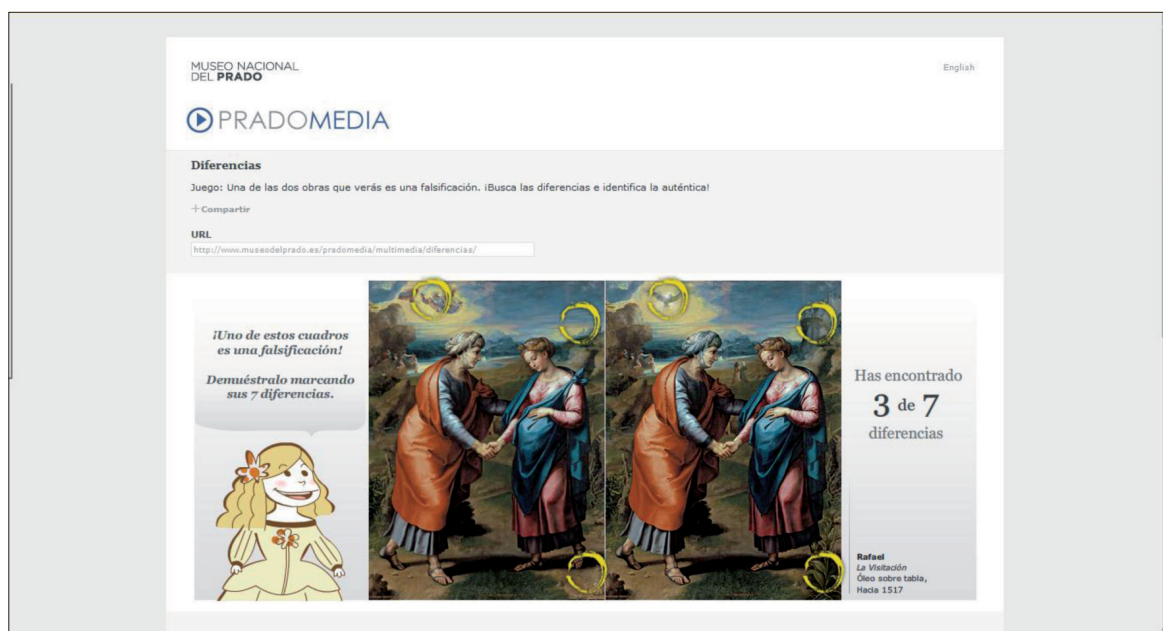 MUSEO NACIONAL
DEL PRADO
English
PRADOMEDIA
Diferencias
Juego: Una de las dos obras que verás es una falsificación. ¡Busca las diferencias e identifica la auténtica!
+Compartir
URL
http://www.museodelprado.es/pradomedia/multimedia/diferencias/
¡Uno de estos cuadros
es una falsificación!
Demuéstralo marcando
sus 7 diferencias.
Has encontrado
3 de 7
diferencias
Rafael
La Visitación
Óleo sobre tabla,
Hacia 1517